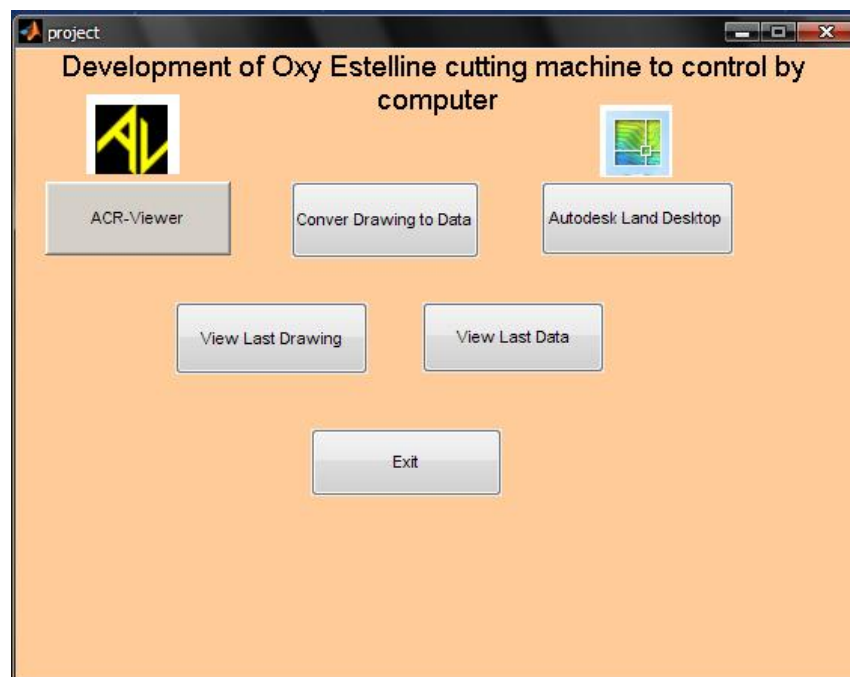 project
Development of Oxy Estelline cutting machine to control by
computer
AV
ACR-Viewer
Conver Drawing to Data
Autodesk Land Desktop
View Last Drawing
View Last Data
Exit